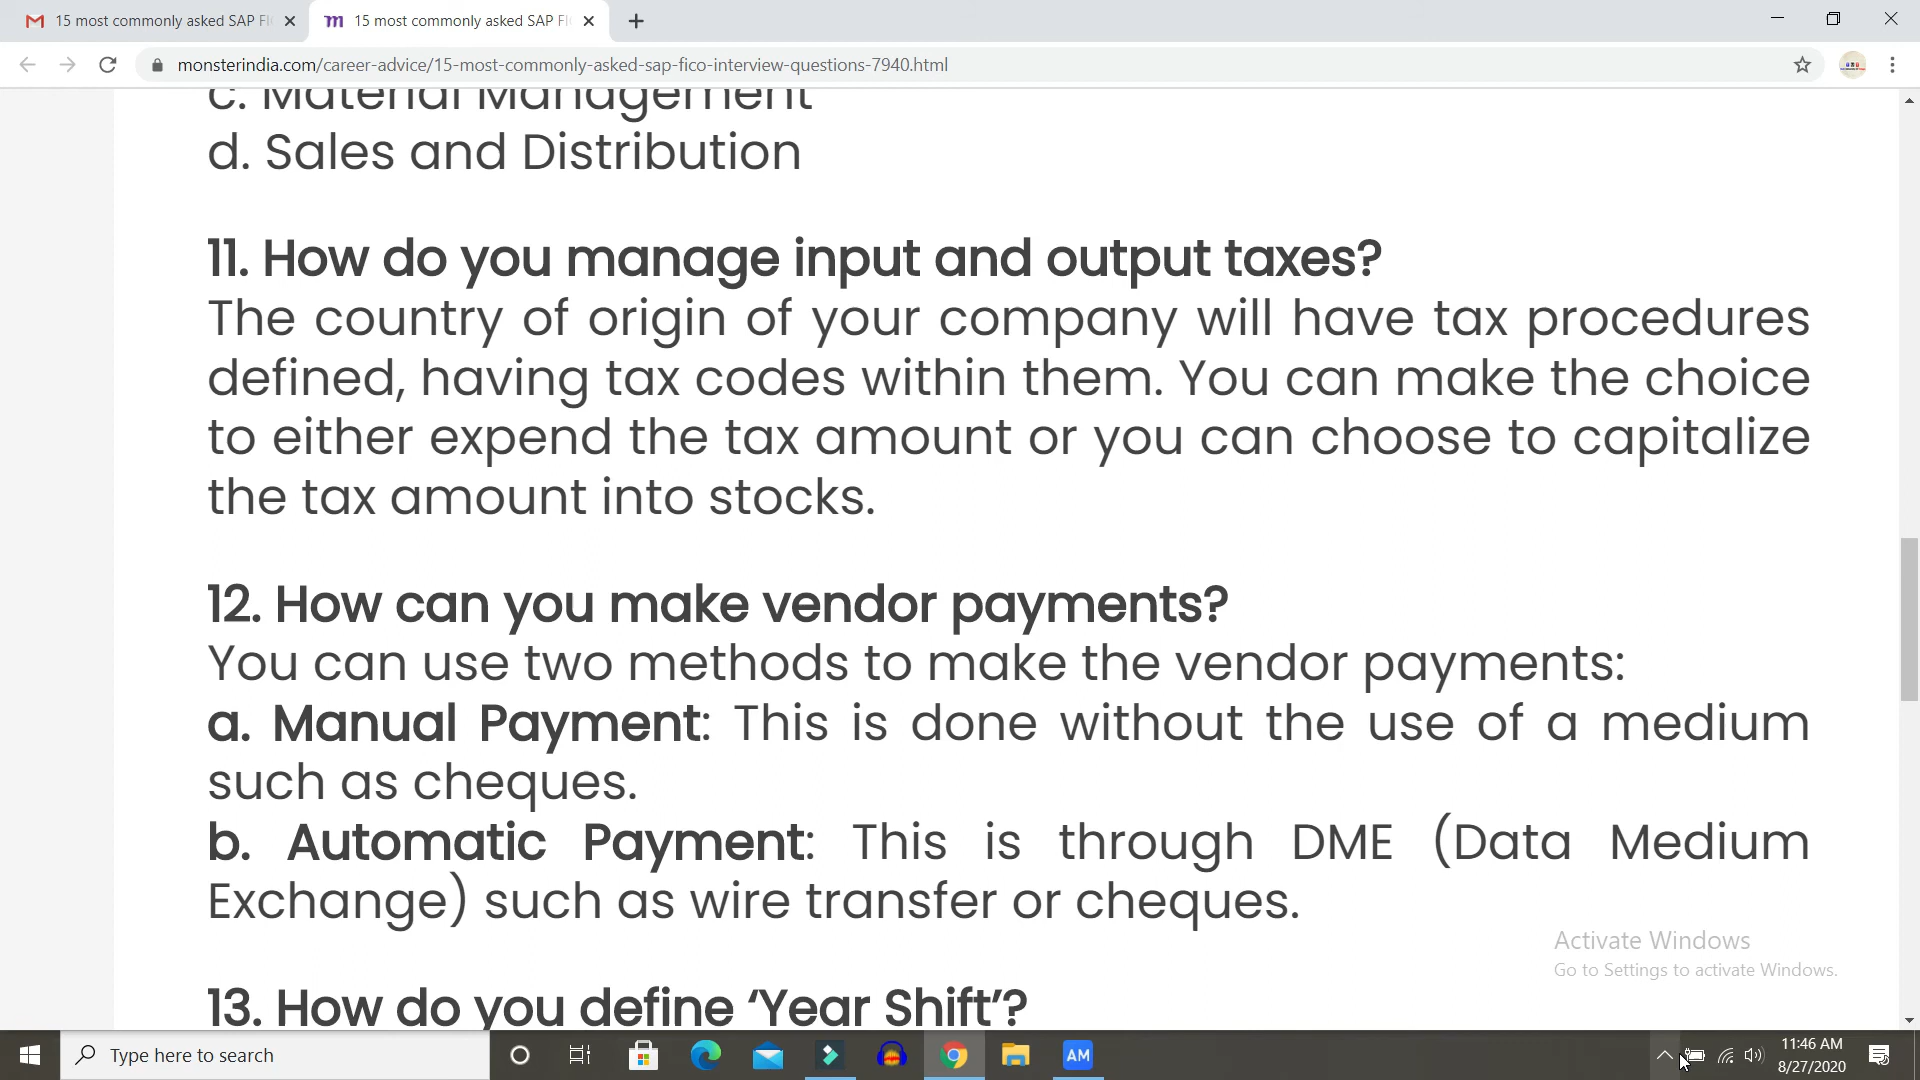 15 most commonly asked SAP FI
15 most commonly asked SAP FI
monsterindia.com/career-advice/15-most-commonly-asked-sap-fico-interview-questions-7940.html
c. Material Management
d. Sales and Distribution
11. How do you manage input and output taxes?
The country of origin of your company will have tax procedures
defined, having tax codes within them. You can make the choice
to either expend the tax amount or you can choose to capitalize
the tax amount into stocks.
12. How can you make vendor payments?
You can use two methods to make the vendor payments:
a. Manual Payment: This is done without the use of a medium
such as cheques.
b. Automatic Payment: This is through DME (Data Medium
Exchange) such as wire transfer or cheques.
Activate Windows
Go to Settings to activate Windows.
13. How do you define ‘Year Shift’?
Type here to search
AM
11:46 AM
8/27/2020